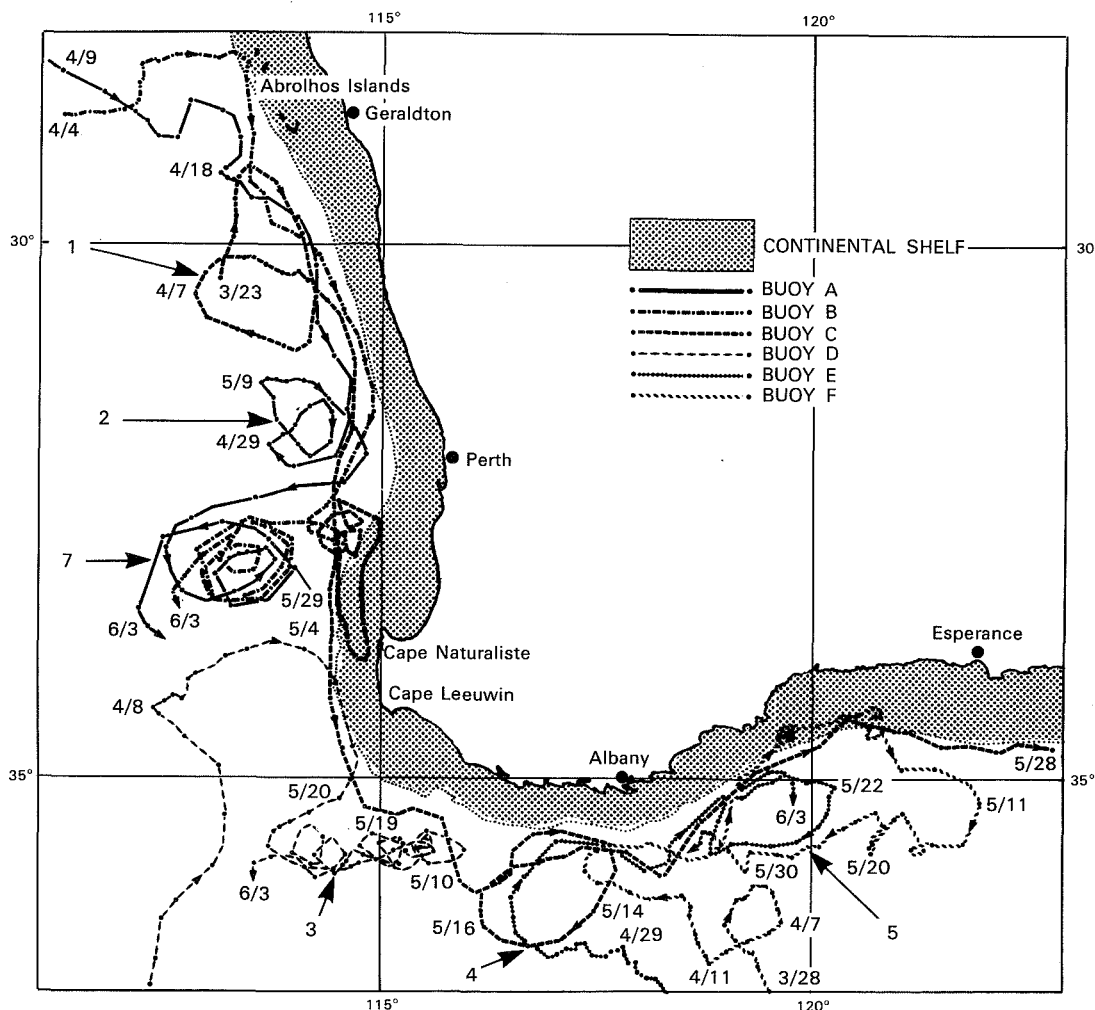 115° 120°
4/9
Abrolhos Islands
Geraldton
4/4
4/18
30° 30
1
CONTINENTAL SHELF
4/7 3/23
BUOY A
BUOY B
BUOY C
BUOY D
BUOY E
BUOY F
5/9
2
4/29
Perth
7
5/29
6/3 6/3
5/4
Esperance
Cape Naturaliste
4/8
Cape Leeuwin
Albany
35° 35°
5/28
5/20
5/22
5/11
5/19
6/3
5/10
5/30 5/20
6/3
3
5/16
5/14
4/7
5
4/29
4
4/11 3/28
115° 120°